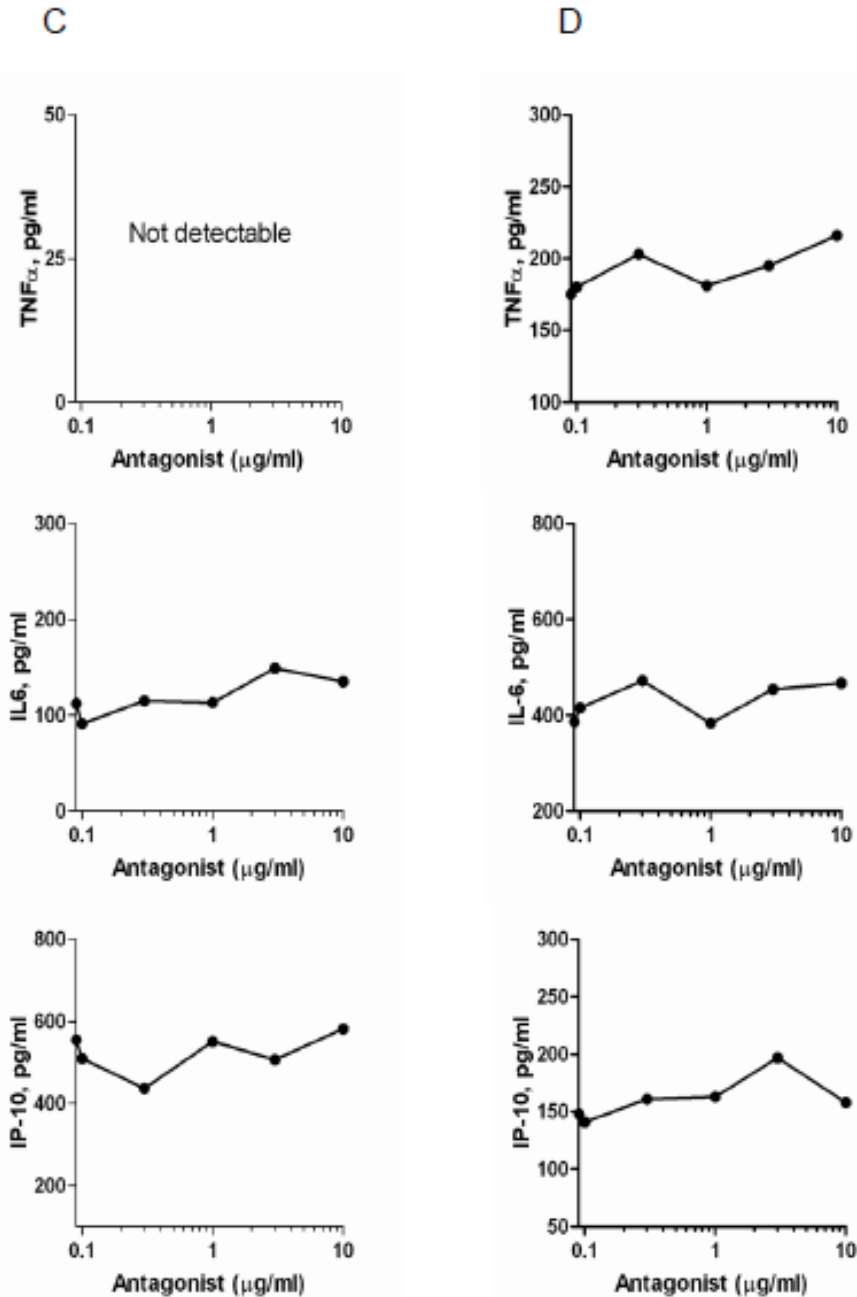 C
D
TNFα, pg/ml
50
25
0
Not detectable
0.1 1 10
Antagonist (μg/ml)
TNFα, pg/ml
300
250
200
150
100
0.1 1 10
Antagonist (μg/ml)
IL6, pg/ml
300
200
100
0
0.1 1 10
Antagonist (μg/ml)
IL-6, pg/ml
800
600
400
200
0.1 1 10
Antagonist (μg/ml)
IP-10, pg/ml
800
600
400
200
0.1 1 10
Antagonist (μg/ml)
IP-10, pg/ml
300
250
200
150
100
50
0.1 1 10
Antagonist (μg/ml)